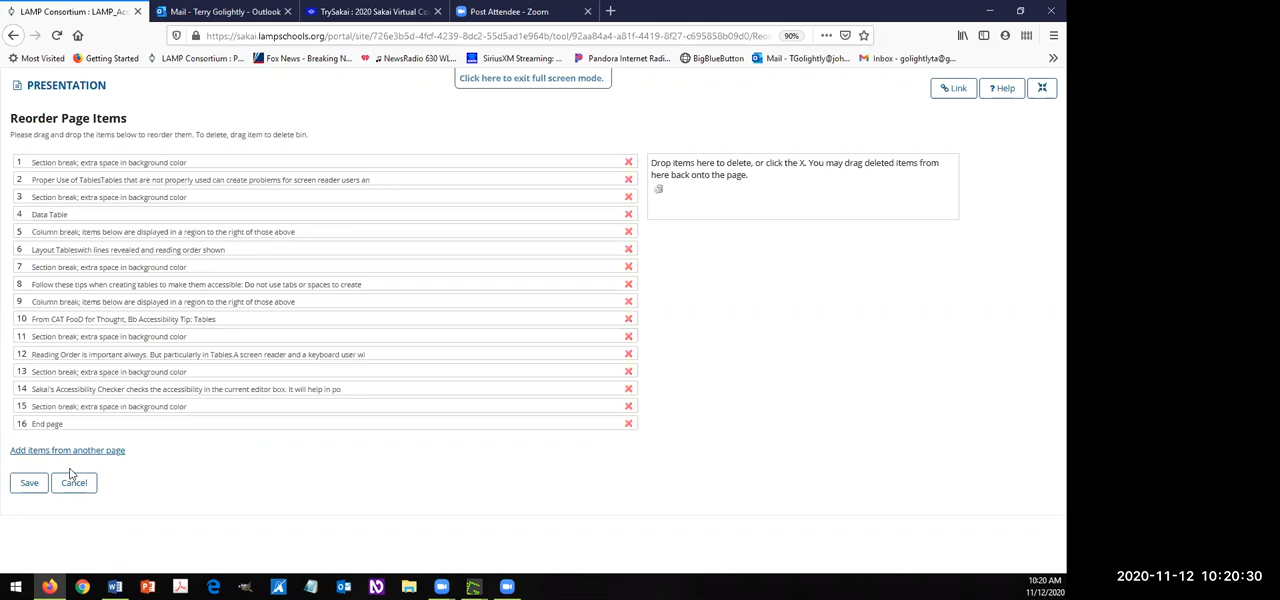 LAMP Consortium : LAMP_Acc
Mail - Terry Golightly - Outlook
TrySakai : 2020 Sakai Virtual Co
Post Attendee - Zoom
https://sakai.lampschools.org/portal/site/726e3b5d-4fcf-4239-8dc2-55d5ad1e964b/tool/92aa84a4-a81f-4419-8f27-c695858b09d0/Reor
90%
Most Visited
Getting Started
LAMP Consortium : P...
Fox News - Breaking N...
NewsRadio 630 WL...
SiriusXM Streaming: ...
Pandora Internet Radi...
BigBlueButton
Mail - TGolightly@joh...
Inbox - golightlyta@g...
Click here to exit full screen mode.
PRESENTATION
Link
? Help
Reorder Page Items
Please drag and drop the items below to reorder them. To delete, drag item to delete bin.
1 Section break; extra space in background color
2 Proper Use of TablesTables that are not properly used can create problems for screen reader users an
3 Section break; extra space in background color
4 Data Table
5 Column break; items below are displayed in a region to the right of those above
6 Layout Tableswith lines revealed and reading order shown
7 Section break; extra space in background color
8 Follow these tips when creating tables to make them accessible: Do not use tabs or spaces to create
9 Column break; items below are displayed in a region to the right of those above
10 From CAT FooD for Thought, Bb Accessibility Tip: Tables
11 Section break; extra space in background color
12 Reading Order is important always. But particularly in Tables.A screen reader and a keyboard user wi
13 Section break; extra space in background color
14 Sakai's Accessibility Checker checks the accessibility in the current editor box. It will help in po
15 Section break; extra space in background color
16 End page
Drop items here to delete, or click the X. You may drag deleted items from
here back onto the page.
Add items from another page
Save
Cancel
10:20 AM
11/12/2020
2020-11-12 10:20:30